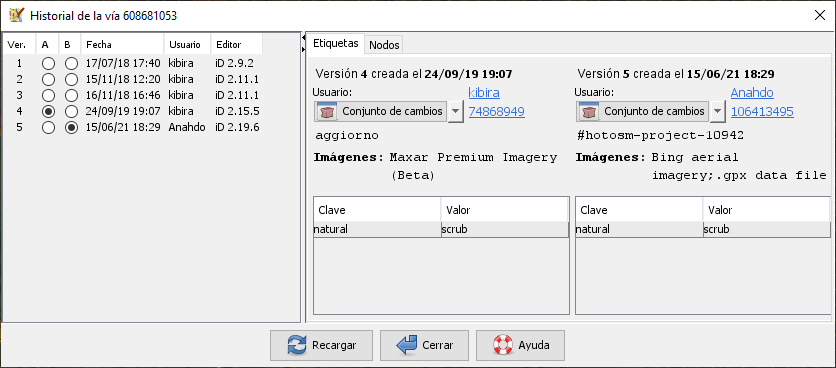 Historial de la vía 608681053
Ver. A B Fecha Usuario Editor
1 17/07/18 17:40 kibira iD 2.9.2
2 15/11/18 12:20 kibira iD 2.11.1
3 16/11/18 16:46 kibira iD 2.11.1
4 24/09/19 19:07 kibira iD 2.15.5
5 15/06/21 18:29 Anahdo iD 2.19.6
Etiquetas Nodos
Versión 4 creada el 24/09/19 19:07
Usuario: kibira
Conjunto de cambios 74868949
aggiorno
Imágenes: Maxar Premium Imagery
(Beta)
Clave Valor
natural scrub
Versión 5 creada el 15/06/21 18:29
Usuario: Anahdo
Conjunto de cambios 106413495
#hotosm-project-10942
Imágenes: Bing aerial
imagery;.gpx data file
Clave Valor
natural scrub
Recargar Cerrar Ayuda